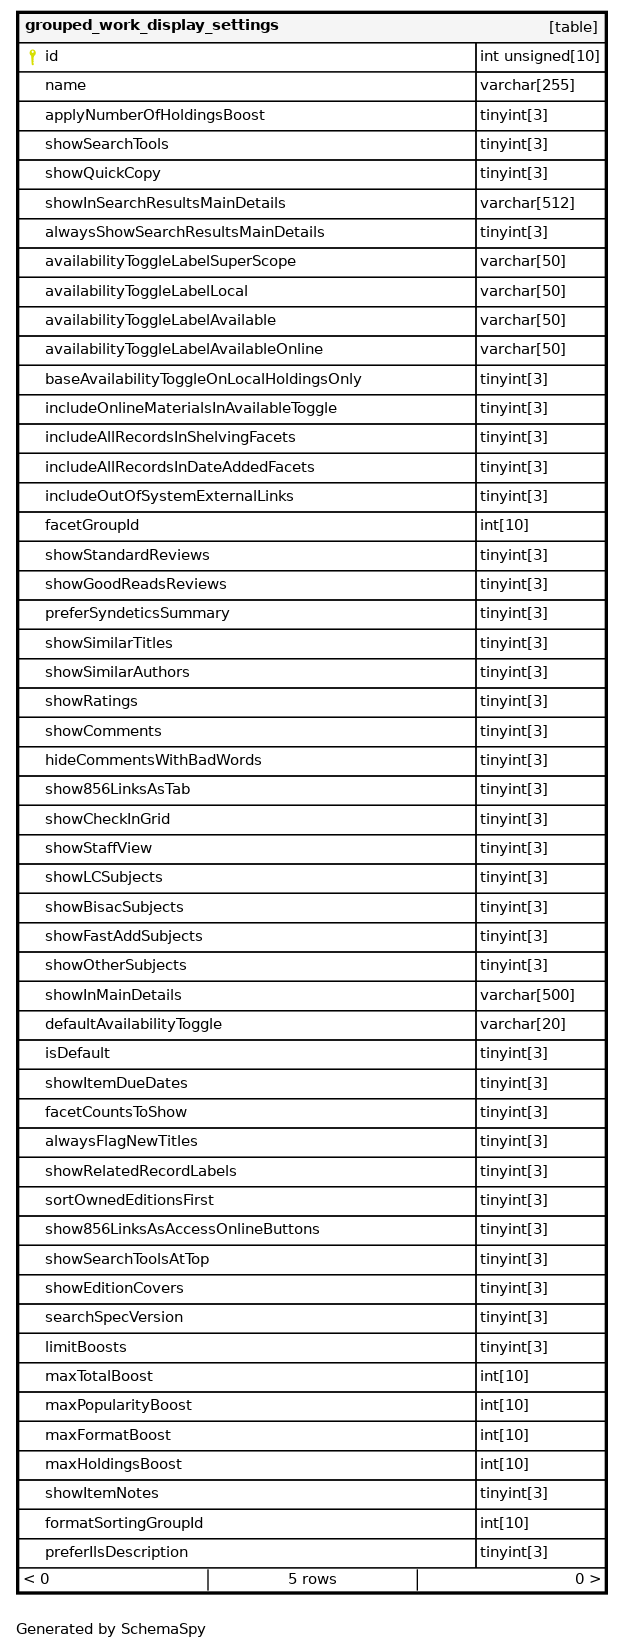 grouped_work_display_settings [table]
id int unsigned[10]
name varchar[255]
applyNumberOfHoldingsBoost tinyint[3]
showSearchTools tinyint[3]
showQuickCopy tinyint[3]
showInSearchResultsMainDetails varchar[512]
alwaysShowSearchResultsMainDetails tinyint[3]
availabilityToggleLabelSuperScope varchar[50]
availabilityToggleLabelLocal varchar[50]
availabilityToggleLabelAvailable varchar[50]
availabilityToggleLabelAvailableOnline varchar[50]
baseAvailabilityToggleOnLocalHoldingsOnly tinyint[3]
includeOnlineMaterialsInAvailableToggle tinyint[3]
includeAllRecordsInShelvingFacets tinyint[3]
includeAllRecordsInDateAddedFacets tinyint[3]
includeOutOfSystemExternalLinks tinyint[3]
facetGroupId int[10]
showStandardReviews tinyint[3]
showGoodReadsReviews tinyint[3]
preferSyndeticsSummary tinyint[3]
showSimilarTitles tinyint[3]
showSimilarAuthors tinyint[3]
showRatings tinyint[3]
showComments tinyint[3]
hideCommentsWithBadWords tinyint[3]
show856LinksAsTab tinyint[3]
showCheckInGrid tinyint[3]
showStaffView tinyint[3]
showLCSubjects tinyint[3]
showBisacSubjects tinyint[3]
showFastAddSubjects tinyint[3]
showOtherSubjects tinyint[3]
showInMainDetails varchar[500]
defaultAvailabilityToggle varchar[20]
isDefault tinyint[3]
showItemDueDates tinyint[3]
facetCountsToShow tinyint[3]
alwaysFlagNewTitles tinyint[3]
showRelatedRecordLabels tinyint[3]
sortOwnedEditionsFirst tinyint[3]
show856LinksAsAccessOnlineButtons tinyint[3]
showSearchToolsAtTop tinyint[3]
showEditionCovers tinyint[3]
searchSpecVersion tinyint[3]
limitBoosts tinyint[3]
maxTotalBoost int[10]
maxPopularityBoost int[10]
maxFormatBoost int[10]
maxHoldingsBoost int[10]
showItemNotes tinyint[3]
formatSortingGroupId int[10]
preferIlsDescription tinyint[3]
< 0 5 rows 0 >
Generated by SchemaSpy